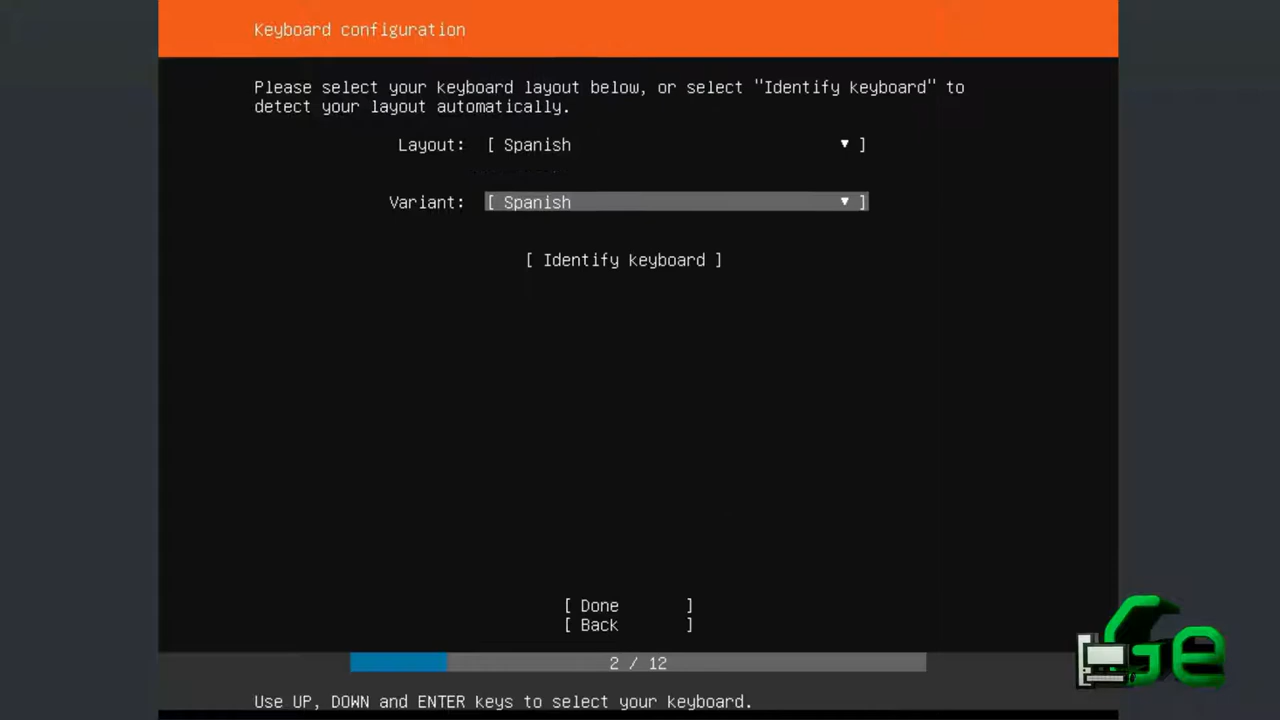 Keyboard configuration
Please select your keyboard layout below, or select "Identify keyboard" to
detect your layout automatically.
Layout: [ Spanish ▼ ]
Variant: [ Spanish ▼ ]
[ Identify keyboard ]
[ Done ]
[ Back ]
2 / 12
Use UP, DOWN and ENTER keys to select your keyboard.
Ge